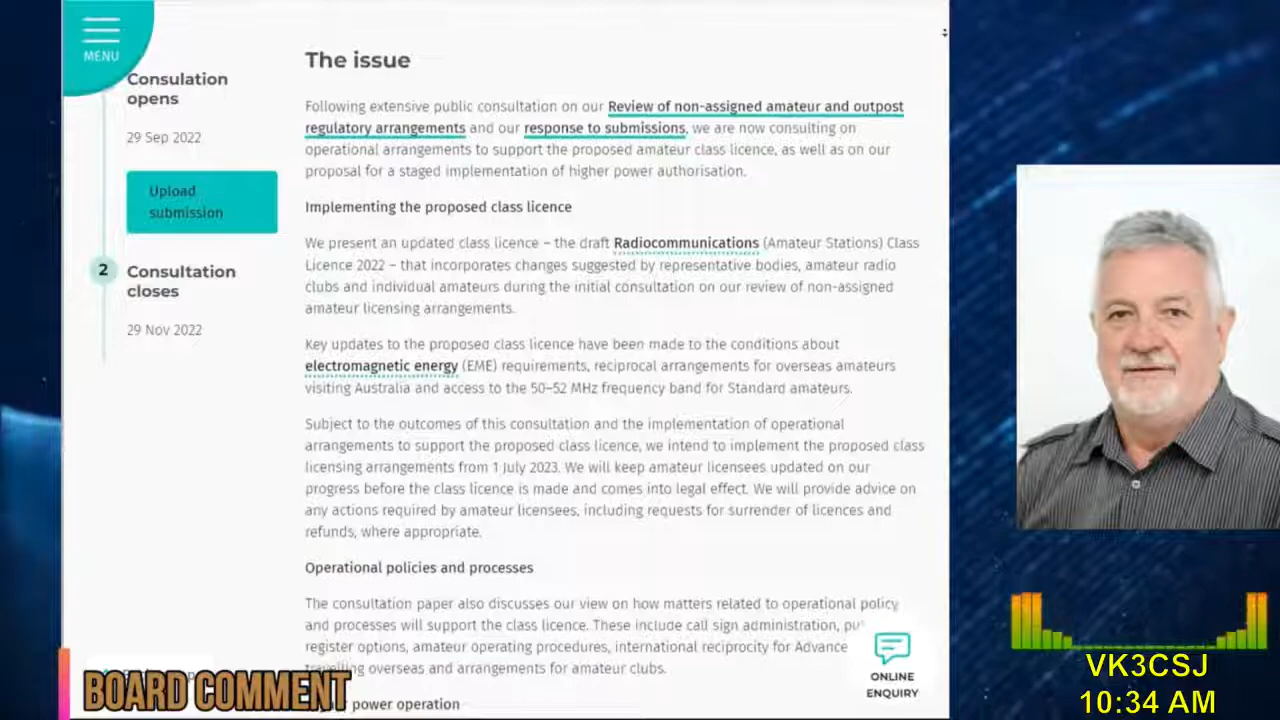 MENU
Consulation
opens
29 Sep 2022
Upload
submission
2
Consultation
closes
29 Nov 2022
The issue
Following extensive public consultation on our Review of non-assigned amateur and outpost
regulatory arrangements and our response to submissions, we are now consulting on
operational arrangements to support the proposed amateur class licence, as well as on our
proposal for a staged implementation of higher power authorisation.
Implementing the proposed class licence
We present an updated class licence – the draft Radiocommunications (Amateur Stations) Class
Licence 2022 – that incorporates changes suggested by representative bodies, amateur radio
clubs and individual amateurs during the initial consultation on our review of non-assigned
amateur licensing arrangements.
Key updates to the proposed class licence have been made to the conditions about
electromagnetic energy (EME) requirements, reciprocal arrangements for overseas amateurs
visiting Australia and access to the 50–52 MHz frequency band for Standard amateurs.
Subject to the outcomes of this consultation and the implementation of operational
arrangements to support the proposed class licence, we intend to implement the proposed class
licensing arrangements from 1 July 2023. We will keep amateur licensees updated on our
progress before the class licence is made and comes into legal effect. We will provide advice on
any actions required by amateur licensees, including requests for surrender of licences and
refunds, where appropriate.
Operational policies and processes
The consultation paper also discusses our view on how matters related to operational policy
and processes will support the class licence. These include call sign administration,
register options, amateur operating procedures, international reciprocity for Advance
travelling overseas and arrangements for amateur clubs.
power operation
ONLINE
ENQUIRY
BOARD COMMENT
VK3CSJ
10:34 AM